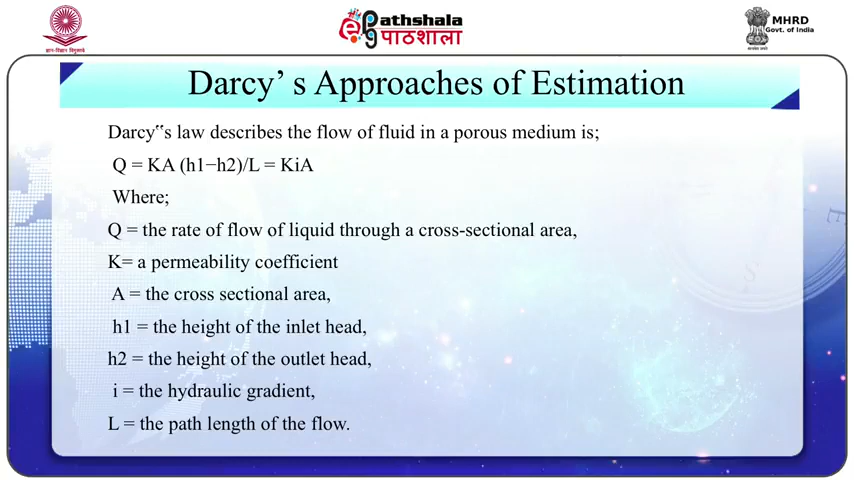 ePathshala
पाठशाला
MHRD
Govt. of India
Darcy’ s Approaches of Estimation
Darcy‟s law describes the flow of fluid in a porous medium is;
Q = KA (h1−h2)/L = KiA
Where;
Q = the rate of flow of liquid through a cross-sectional area,
K= a permeability coefficient
A = the cross sectional area,
h1 = the height of the inlet head,
h2 = the height of the outlet head,
i = the hydraulic gradient,
L = the path length of the flow.